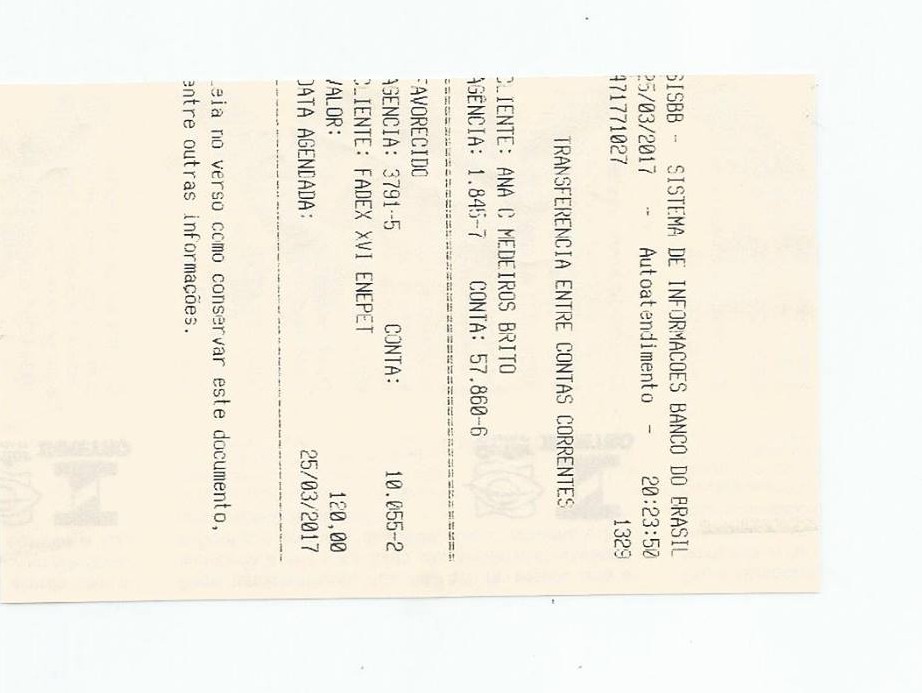 SISBB - SISTEMA DE INFORMACOES BANCO DO BRASIL
25/03/2017 - Autoatendimento - 20:23:50
471771027 1329
TRANSFERENCIA ENTRE CONTAS CORRENTES
CLIENTE: ANA C MEDEIROS BRITO
AGÊNCIA: 1.845-7 CONTA: 57.860-6
FAVORECIDO
AGENCIA: 3791-5 CONTA: 10.055-2
CLIENTE: FADEX XVI ENEPET
VALOR: 120,00
DATA AGENDADA: 25/03/2017
Leia no verso como conservar este documento,
entre outras informações.